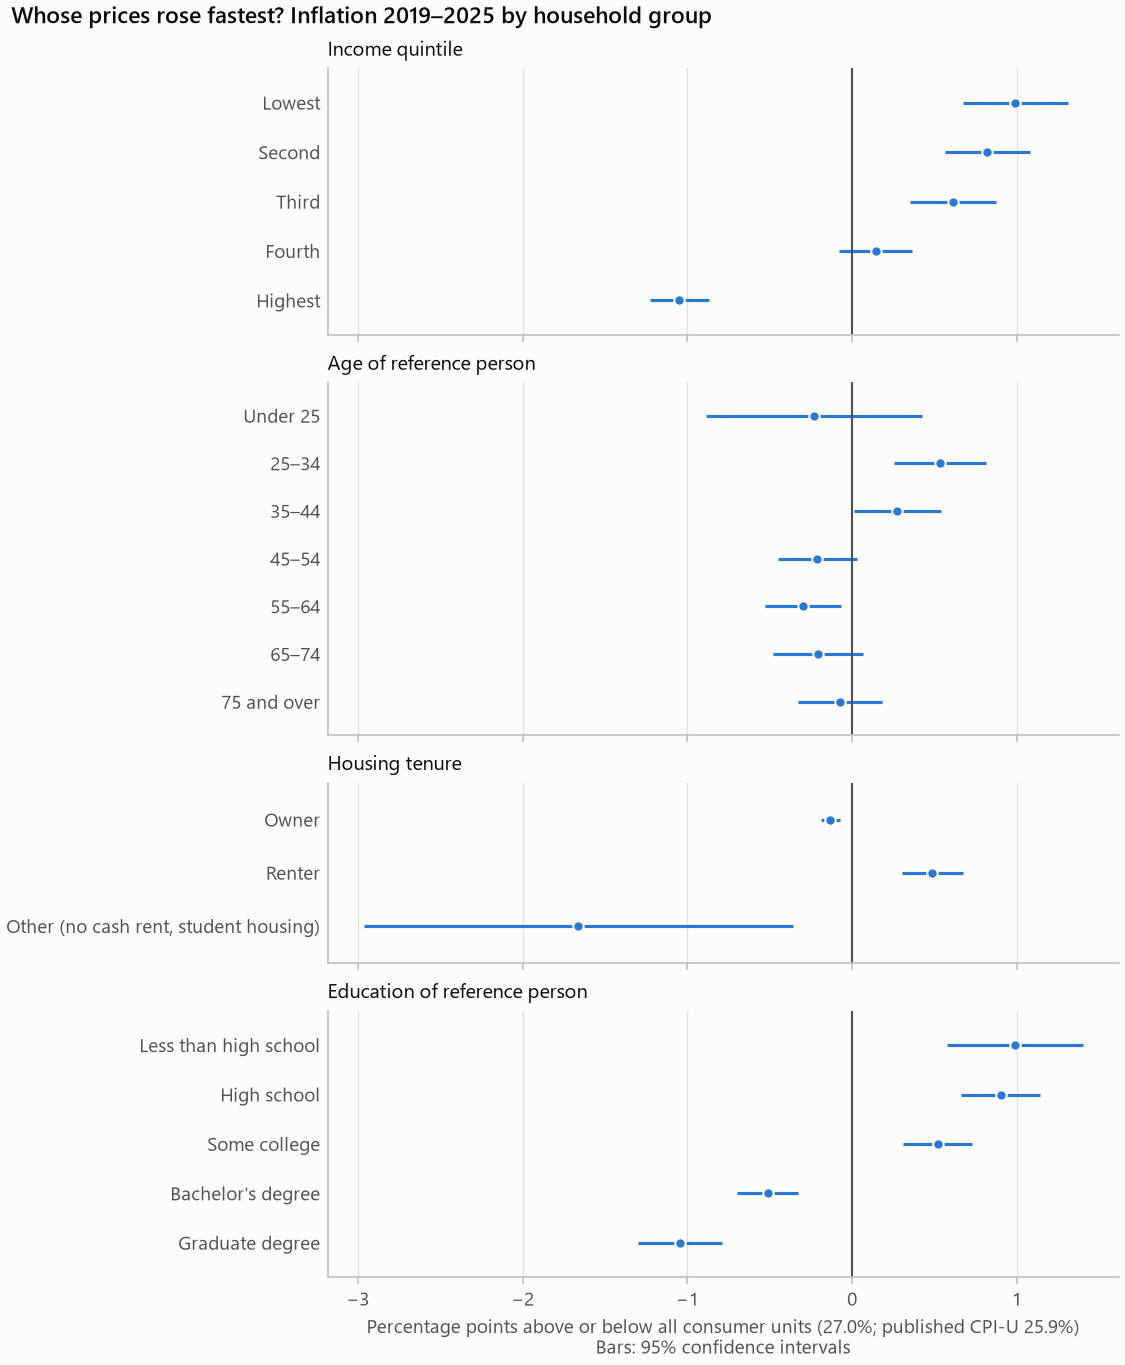 Whose prices rose fastest? Inflation 2019–2025 by household group
Income quintile
Lowest
Second
Third
Fourth
Highest
Age of reference person
Under 25
25–34
35–44
45–54
55–64
65–74
75 and over
Housing tenure
Owner
Renter
Other (no cash rent, student housing)
Education of reference person
Less than high school
High school
Some college
Bachelor's degree
Graduate degree
−3 −2 −1 0 1
Percentage points above or below all consumer units (27.0%; published CPI-U 25.9%)
Bars: 95% confidence intervals